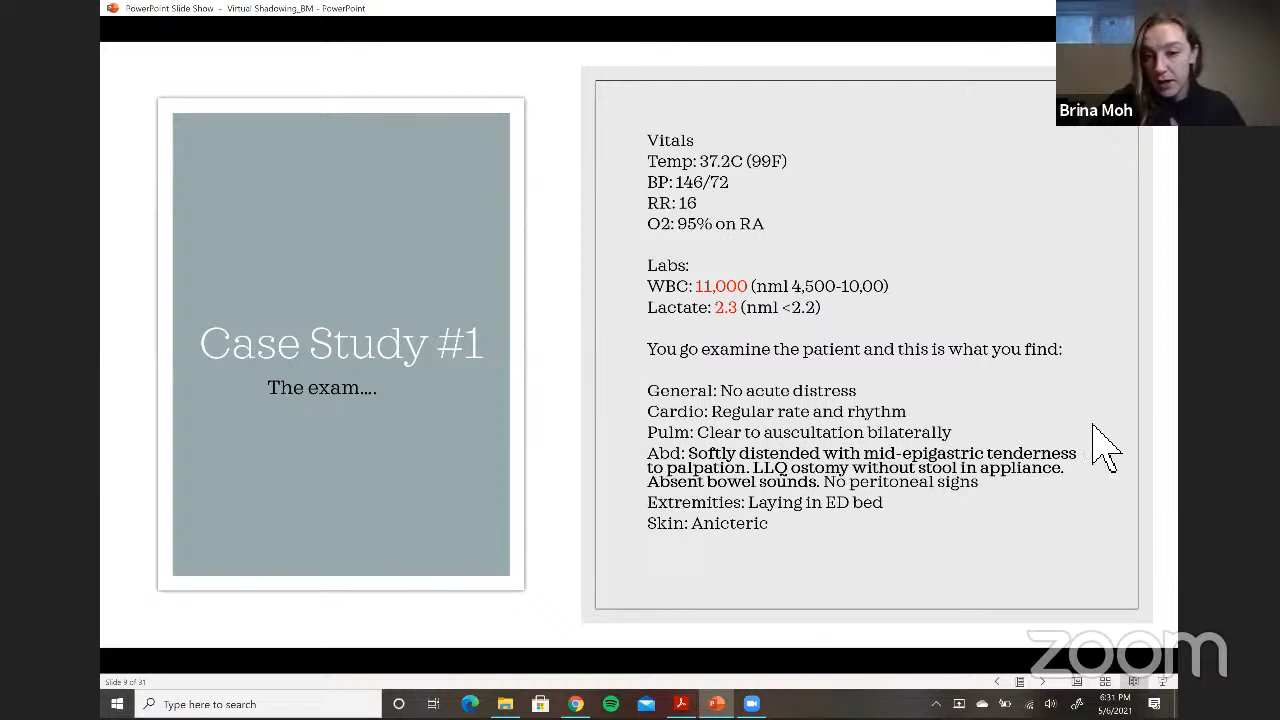 PowerPoint Slide Show - Virtual Shadowing_BM - PowerPoint
Brina Moh
Case Study #1
The exam....
Vitals
Temp: 37.2C (99F)
BP: 146/72
RR: 16
O2: 95% on RA
Labs:
WBC: 11,000 (nml 4,500-10,00)
Lactate: 2.3 (nml <2.2)
You go examine the patient and this is what you find:
General: No acute distress
Cardio: Regular rate and rhythm
Pulm: Clear to auscultation bilaterally
Abd: Softly distended with mid-epigastric tenderness
to palpation. LLQ ostomy without stool in appliance.
Absent bowel sounds. No peritoneal signs
Extremities: Laying in ED bed
Skin: Anicteric
zoom
Slide 9 of 31
Type here to search
6:31 PM
5/6/2021